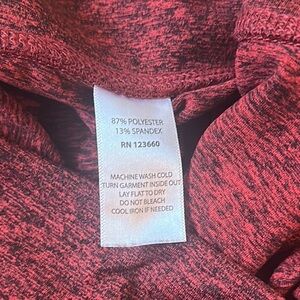 87% POLYESTER
13% SPANDEX
RN 123660
MACHINE WASH COLD
TURN GARMENT INSIDE OUT
LAY FLAT TO DRY
DO NOT BLEACH
COOL IRON IF NEEDED